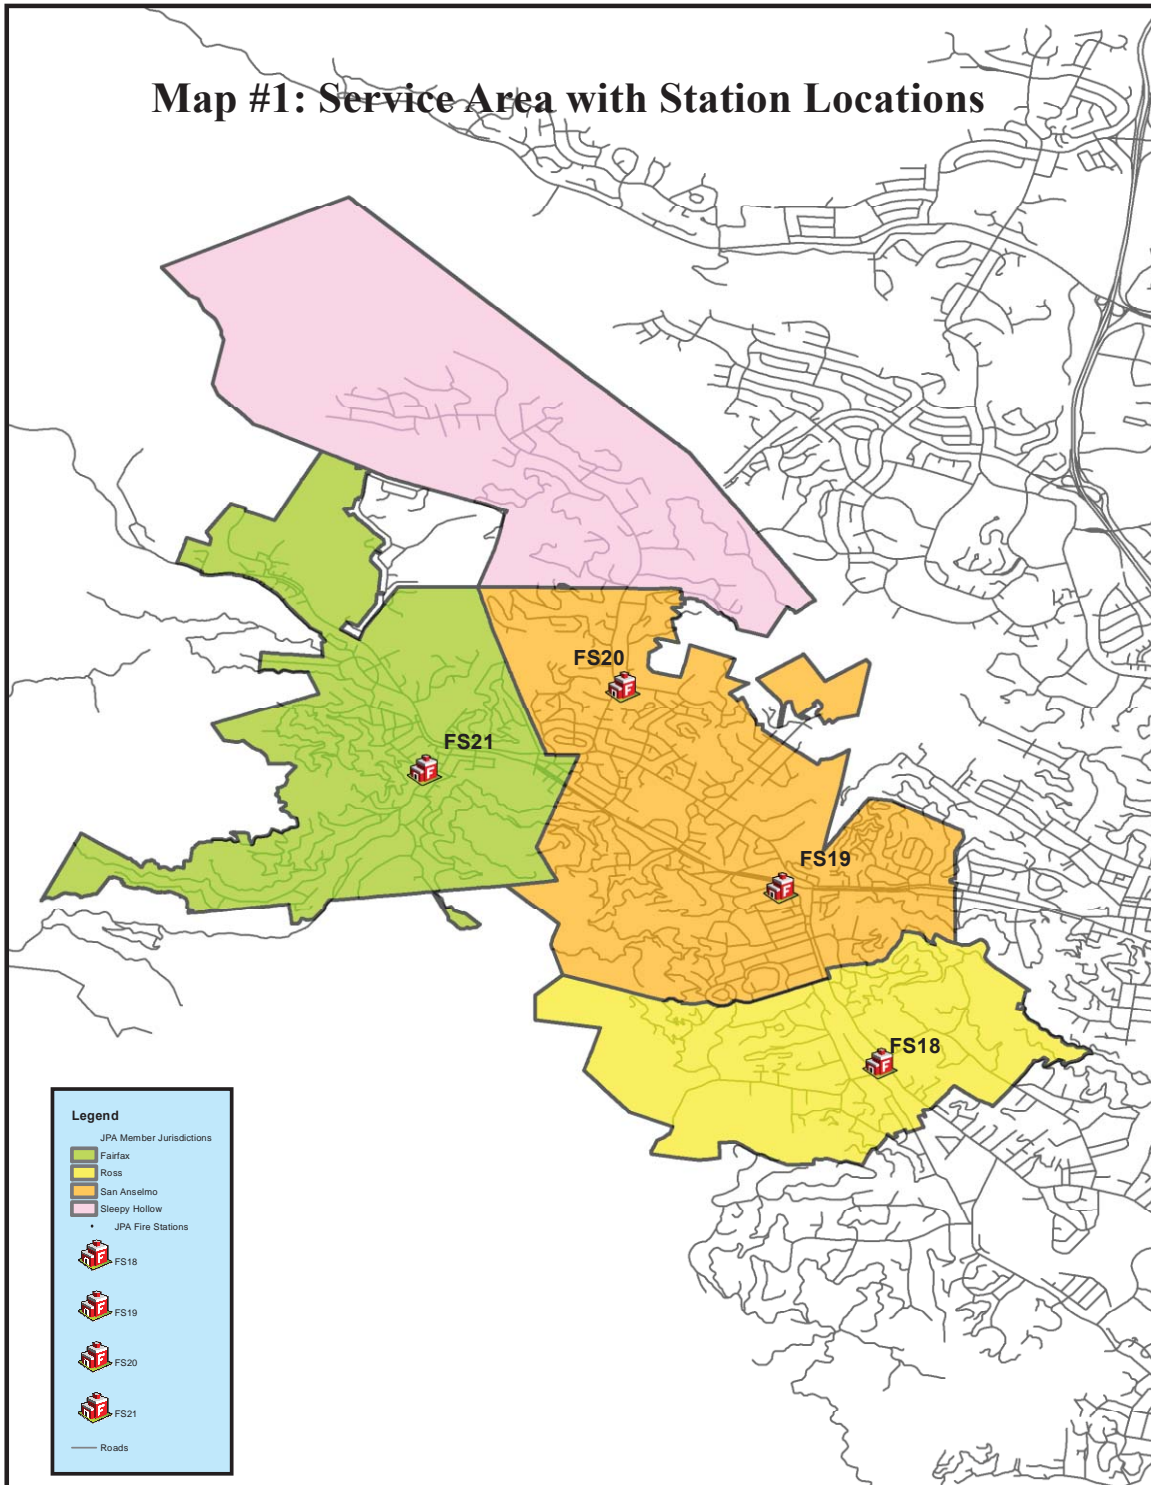 Map #1: Service Area with Station Locations
FS20
FS21
FS19
FS18
Legend
JPA Member Jurisdictions
Fairfax
Ross
San Anselmo
Sleepy Hollow
JPA Fire Stations
FS18
FS19
FS20
FS21
Roads